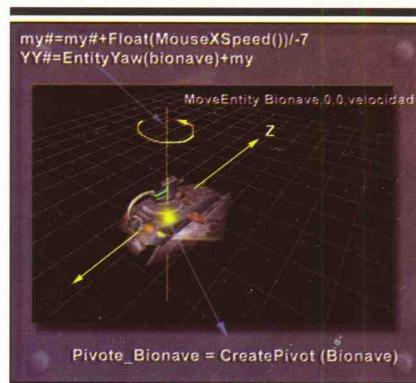 my#=my#+Float(MouseXSpeed())/-7
YY#=EntityYaw(bionave)+my
MoveEntity Bionave,0,0,velocidad
Z
Pivote_Bionave = CreatePivot (Bionave)